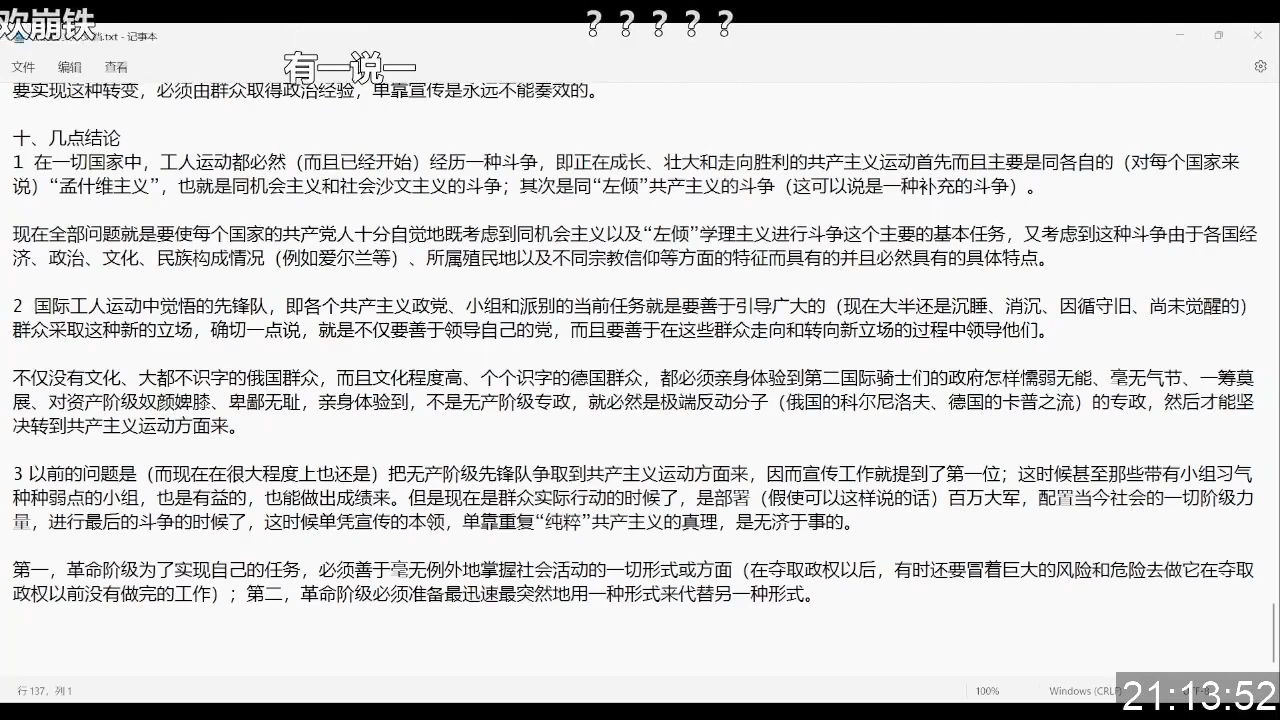 欢崩铁
？？？？？
.txt - 记事本
有一说一
文件 编辑 查看
要实现这种转变，必须由群众取得政治经验，单靠宣传是永远不能奏效的。
十、几点结论
1 在一切国家中，工人运动都必然（而且已经开始）经历一种斗争，即正在成长、壮大和走向胜利的共产主义运动首先而且主要是同各自的（对每个国家来
说）“孟什维主义”，也就是同机会主义和社会沙文主义的斗争；其次是同“左倾”共产主义的斗争（这可以说是一种补充的斗争）。
现在全部问题就是要使每个国家的共产党人十分自觉地既考虑到同机会主义以及“左倾”学理主义进行斗争这个主要的基本任务，又考虑到这种斗争由于各国经
济、政治、文化、民族构成情况（例如爱尔兰等）、所属殖民地以及不同宗教信仰等方面的特征而具有的并且必然具有的具体特点。
2 国际工人运动中觉悟的先锋队，即各个共产主义政党、小组和派别的当前任务就是要善于引导广大的（现在大半还是沉睡、消沉、因循守旧、尚未觉醒的）
群众采取这种新的立场，确切一点说，就是不仅要善于领导自己的党，而且要善于在这些群众走向和转向新立场的过程中领导他们。
不仅没有文化、大都不识字的俄国群众，而且文化程度高、个个识字的德国群众，都必须亲身体验到第二国际骑士们的政府怎样懦弱无能、毫无气节、一筹莫
展、对资产阶级奴颜婢膝、卑鄙无耻，亲身体验到，不是无产阶级专政，就必然是极端反动分子（俄国的科尔尼洛夫、德国的卡普之流）的专政，然后才能坚
决转到共产主义运动方面来。
3 以前的问题是（而现在在很大程度上也还是）把无产阶级先锋队争取到共产主义运动方面来，因而宣传工作就提到了第一位；这时候甚至那些带有小组习气
种种弱点的小组，也是有益的，也能做出成绩来。但是现在是群众实际行动的时候了，是部署（假使可以这样说的话）百万大军，配置当今社会的一切阶级力
量，进行最后的斗争的时候了，这时候单凭宣传的本领，单靠重复“纯粹”共产主义的真理，是无济于事的。
第一，革命阶级为了实现自己的任务，必须善于毫无例外地掌握社会活动的一切形式或方面（在夺取政权以后，有时还要冒着巨大的风险和危险去做它在夺取
政权以前没有做完的工作）；第二，革命阶级必须准备最迅速最突然地用一种形式来代替另一种形式。
行 137，列 1
100%
Windows (CRLF)
21:13:52